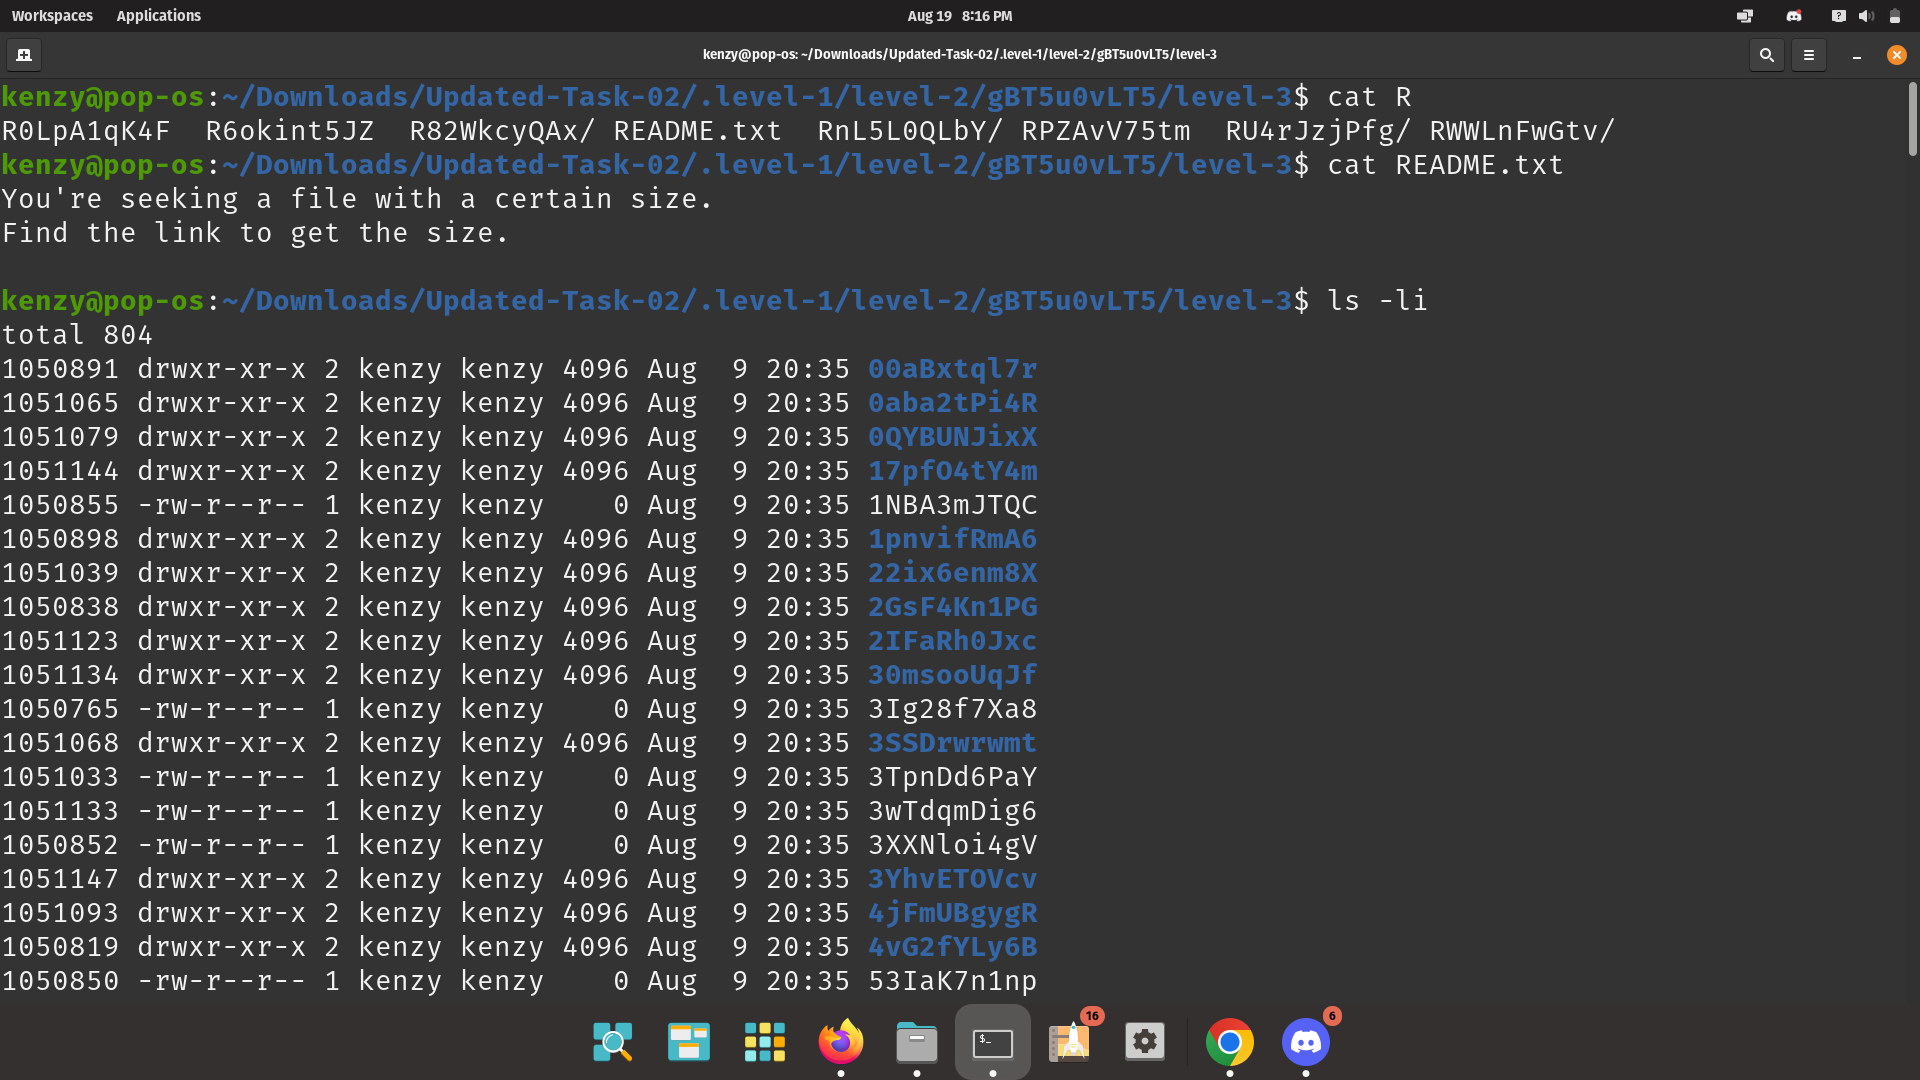 Workspaces Applications Aug 19 8:16 PM
kenzy@pop-os: ~/Downloads/Updated-Task-02/.level-1/level-2/gBT5u0vLT5/level-3
kenzy@pop-os:~/Downloads/Updated-Task-02/.level-1/level-2/gBT5u0vLT5/level-3$ cat R
R0LpA1qK4F R6okint5JZ R82WkcyQAx/ README.txt RnL5L0QLbY/ RPZAvV75tm RU4rJzjPfg/ RWWLnFwGtv/
kenzy@pop-os:~/Downloads/Updated-Task-02/.level-1/level-2/gBT5u0vLT5/level-3$ cat README.txt
You're seeking a file with a certain size.
Find the link to get the size.
kenzy@pop-os:~/Downloads/Updated-Task-02/.level-1/level-2/gBT5u0vLT5/level-3$ ls -li
total 804
1050891 drwxr-xr-x 2 kenzy kenzy 4096 Aug  9 20:35 00aBxtql7r
1051065 drwxr-xr-x 2 kenzy kenzy 4096 Aug  9 20:35 0aba2tPi4R
1051079 drwxr-xr-x 2 kenzy kenzy 4096 Aug  9 20:35 0QYBUNJixX
1051144 drwxr-xr-x 2 kenzy kenzy 4096 Aug  9 20:35 17pfO4tY4m
1050855 -rw-r--r-- 1 kenzy kenzy    0 Aug  9 20:35 1NBA3mJTQC
1050898 drwxr-xr-x 2 kenzy kenzy 4096 Aug  9 20:35 1pnvifRmA6
1051039 drwxr-xr-x 2 kenzy kenzy 4096 Aug  9 20:35 22ix6enm8X
1050838 drwxr-xr-x 2 kenzy kenzy 4096 Aug  9 20:35 2GsF4Kn1PG
1051123 drwxr-xr-x 2 kenzy kenzy 4096 Aug  9 20:35 2IFaRh0Jxc
1051134 drwxr-xr-x 2 kenzy kenzy 4096 Aug  9 20:35 30msooUqJf
1050765 -rw-r--r-- 1 kenzy kenzy    0 Aug  9 20:35 3Ig28f7Xa8
1051068 drwxr-xr-x 2 kenzy kenzy 4096 Aug  9 20:35 3SSDrwrwmt
1051033 -rw-r--r-- 1 kenzy kenzy    0 Aug  9 20:35 3TpnDd6PaY
1051133 -rw-r--r-- 1 kenzy kenzy    0 Aug  9 20:35 3wTdqmDig6
1050852 -rw-r--r-- 1 kenzy kenzy    0 Aug  9 20:35 3XXNloi4gV
1051147 drwxr-xr-x 2 kenzy kenzy 4096 Aug  9 20:35 3YhvETOVcv
1051093 drwxr-xr-x 2 kenzy kenzy 4096 Aug  9 20:35 4jFmUBgygR
1050819 drwxr-xr-x 2 kenzy kenzy 4096 Aug  9 20:35 4vG2fYLy6B
1050850 -rw-r--r-- 1 kenzy kenzy    0 Aug  9 20:35 53IaK7n1np
$_ 16 6